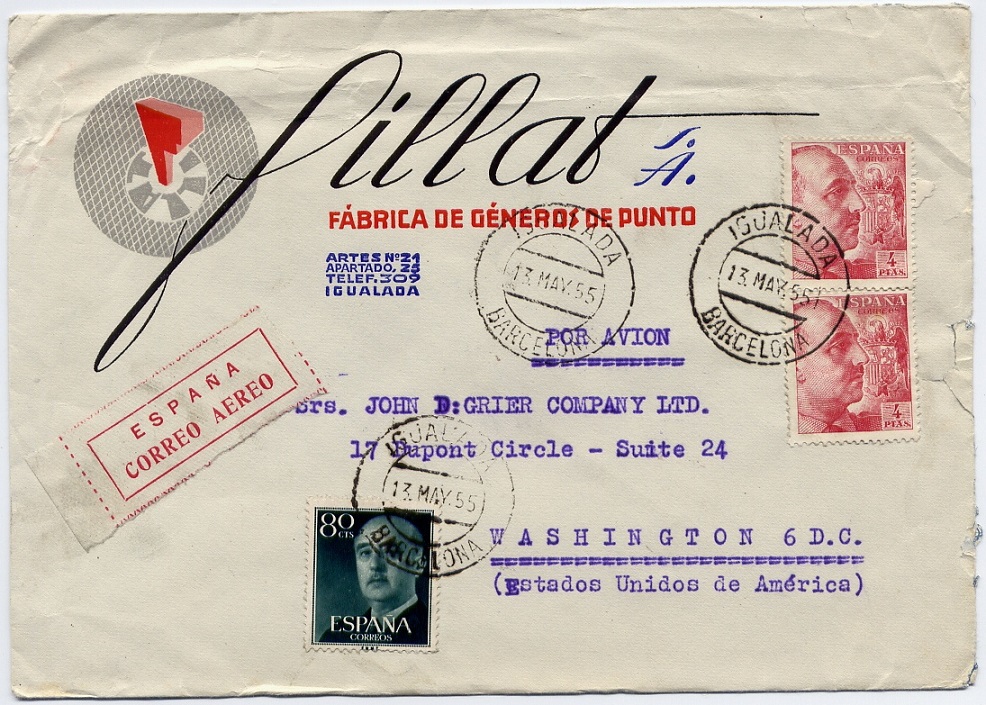 fillat S. A.
FÁBRICA DE GÉNEROS DE PUNTO
ARTES Nº 21
APARTADO, 25
TELEF. 309
IGUALADA
ESPAÑA
CORREOS
4
PTAS.
ESPAÑA
CORREOS
4
PTAS.
IGUALADA
13. MAY. 55
BARCELONA
IGUALADA
13. MAY. 55
BARCELONA
POR AVION
ESPAÑA
CORREO AEREO
Srs. JOHN D: GRIER COMPANY LTD.
17 Dupont Circle - Suite 24
IGUALADA
13. MAY. 55
BARCELONA
WASHINGTON 6 D.C.
(Estados Unidos de América)
80
CTS
ESPAÑA
CORREOS